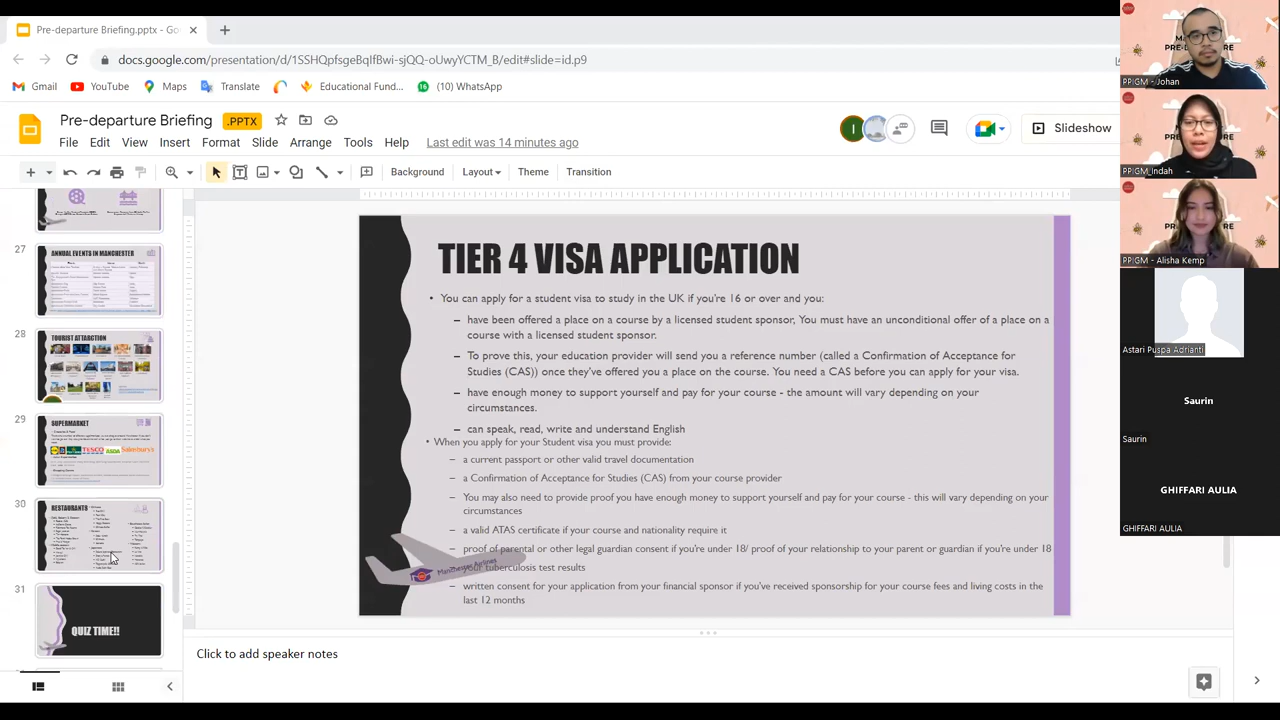 Pre-departure Briefing.pptx - Go
docs.google.com/presentation/d/1SSHQpfsgeBqIfBwi-sjQQ-oUwyYCTM_B/edit#slide=id.p9
Gmail
YouTube
Maps
Translate
Educational Fund...
(10) WhatsApp
Pre-departure Briefing
.PPTX
Slideshow
File
Edit
View
Insert
Format
Slide
Arrange
Tools
Help
Last edit was 14 minutes ago
Background
Layout
Theme
Transition
27
ANNUAL EVENTS IN MANCHESTER
28
TOURIST ATTARCTION
29
SUPERMARKET
TESCO
ASDA
Sainsbury's
30
RESTAURANTS
31
QUIZ TIME!!
TIER 4 VISA APPLICATION
• You can apply for a student visa to study in the UK if you're 16 or over and you:
– have been offered a place on a course by a licensed student sponsor, You must have an unconditional offer of a place on a
course with a licensed student sponsor.
– To prove this, your education provider will send you a reference number (called a Confirmation of Acceptance for
Studies (CAS)) once they've offered you a place on the course. You need a CAS before you can apply for your visa.
– have enough money to support yourself and pay for your course - the amount will vary depending on your
circumstances.
– can speak, read, write and understand English
• When you apply for your Student visa you must provide:
– a current passport or other valid travel documentation
– a Confirmation of Acceptance for Studies (CAS) from your course provider
– You may also need to provide proof you have enough money to support yourself and pay for your course - this will vary depending on your
circumstances
– a valid ATAS certificate if your course and nationality require it
– proof of parental or other legal guardian consent if you're under 18 of relationship to your parent or guardian if you're under 18
– your tuberculosis test results
– written consent for your application from your financial sponsor if you've received sponsorship for your course fees and living costs in the
last 12 months
Click to add speaker notes
PPIGM - Johan
PPIGM_Indah
PPIGM - Alisha Kemp
Astari Puspa Adrianti
Saurin
Saurin
GHIFFARI AULIA
GHIFFARI AULIA